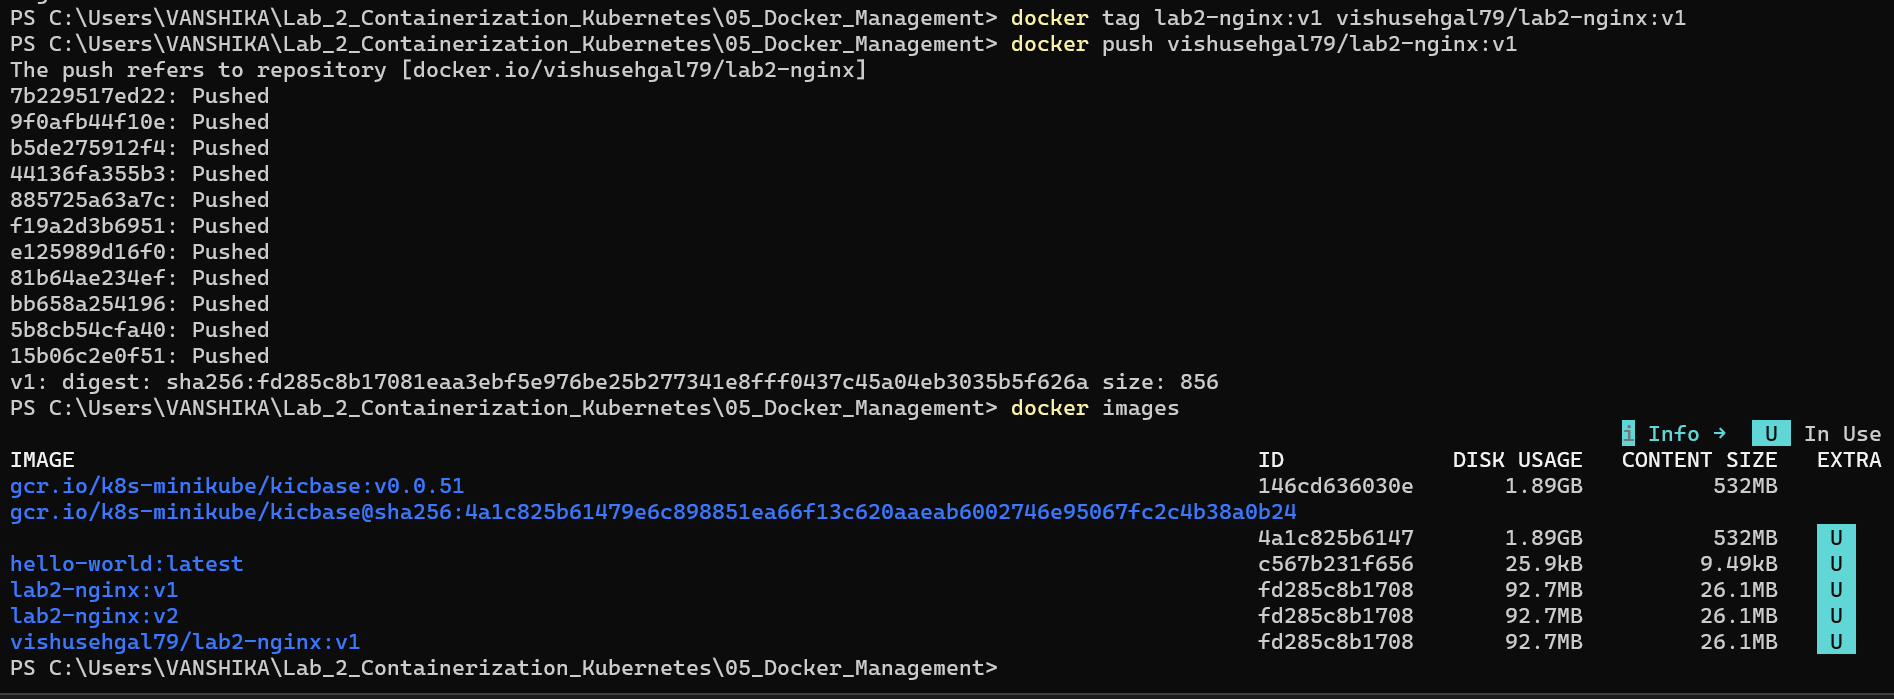 PS C:\Users\VANSHIKA\Lab_2_Containerization_Kubernetes\05_Docker_Management> docker tag lab2-nginx:v1 vishusehgal79/lab2-nginx:v1
PS C:\Users\VANSHIKA\Lab_2_Containerization_Kubernetes\05_Docker_Management> docker push vishusehgal79/lab2-nginx:v1
The push refers to repository [docker.io/vishusehgal79/lab2-nginx]
7b229517ed22: Pushed
9f0afb44f10e: Pushed
b5de275912f4: Pushed
44136fa355b3: Pushed
885725a63a7c: Pushed
f19a2d3b6951: Pushed
e125989d16f0: Pushed
81b64ae234ef: Pushed
bb658a254196: Pushed
5b8cb54cfa40: Pushed
15b06c2e0f51: Pushed
v1: digest: sha256:fd285c8b17081eaa3ebf5e976be25b277341e8fff0437c45a04eb3035b5f626a size: 856
PS C:\Users\VANSHIKA\Lab_2_Containerization_Kubernetes\05_Docker_Management> docker images
i Info → U In Use
IMAGE ID DISK USAGE CONTENT SIZE EXTRA
gcr.io/k8s-minikube/kicbase:v0.0.51 146cd636030e 1.89GB 532MB
gcr.io/k8s-minikube/kicbase@sha256:4a1c825b61479e6c898851ea66f13c620aaeab6002746e95067fc2c4b38a0b24
4a1c825b6147 1.89GB 532MB U
hello-world:latest c567b231f656 25.9kB 9.49kB U
lab2-nginx:v1 fd285c8b1708 92.7MB 26.1MB U
lab2-nginx:v2 fd285c8b1708 92.7MB 26.1MB U
vishusehgal79/lab2-nginx:v1 fd285c8b1708 92.7MB 26.1MB U
PS C:\Users\VANSHIKA\Lab_2_Containerization_Kubernetes\05_Docker_Management>